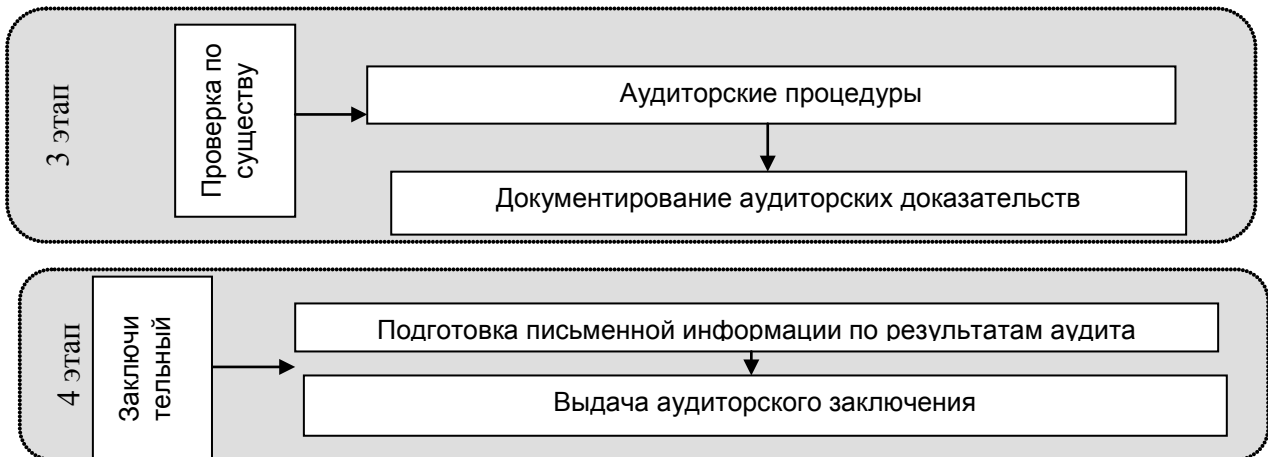 3 этап
Проверка по
существу
Аудиторские процедуры
Документирование аудиторских доказательств
4 этап
Заключи
тельный
Подготовка письменной информации по результатам аудита
Выдача аудиторского заключения